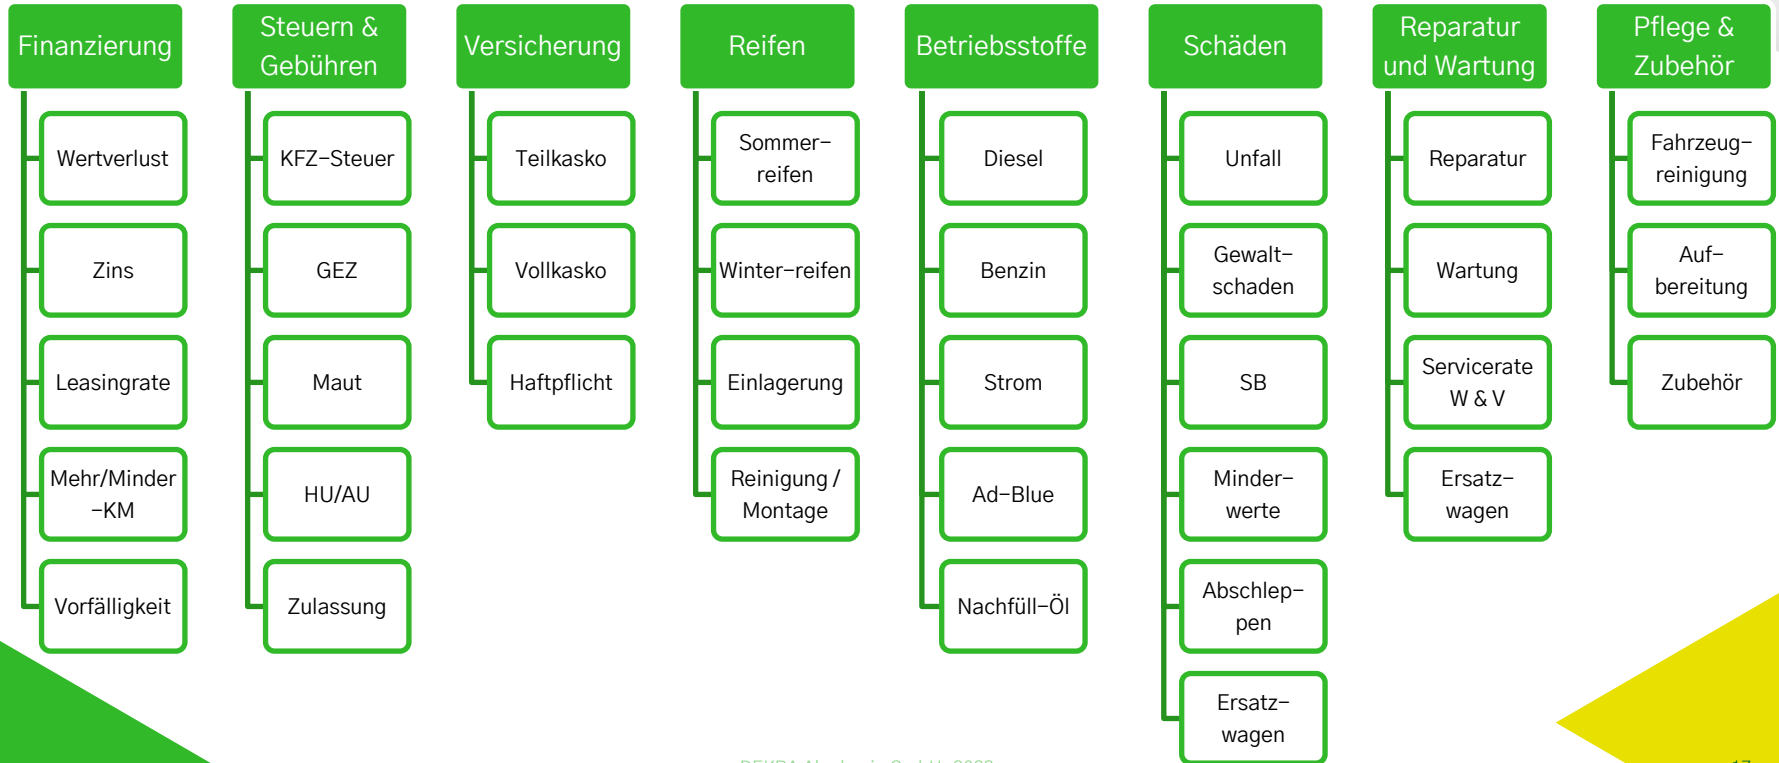 Finanzierung
Wertverlust
Zins
Leasingrate
Mehr/Minder
-KM
Vorfälligkeit
Steuern &
Gebühren
KFZ-Steuer
GEZ
Maut
HU/AU
Zulassung
Versicherung
Teilkasko
Vollkasko
Haftpflicht
Reifen
Sommer-
reifen
Winter-reifen
Einlagerung
Reinigung /
Montage
Betriebsstoffe
Diesel
Benzin
Strom
Ad-Blue
Nachfüll-Öl
Schäden
Unfall
Gewalt-
schaden
SB
Minder-
werte
Abschlep-
pen
Ersatz-
wagen
Reparatur
und Wartung
Reparatur
Wartung
Servicerate
W & V
Ersatz-
wagen
Pflege &
Zubehör
Fahrzeug-
reinigung
Auf-
bereitung
Zubehör